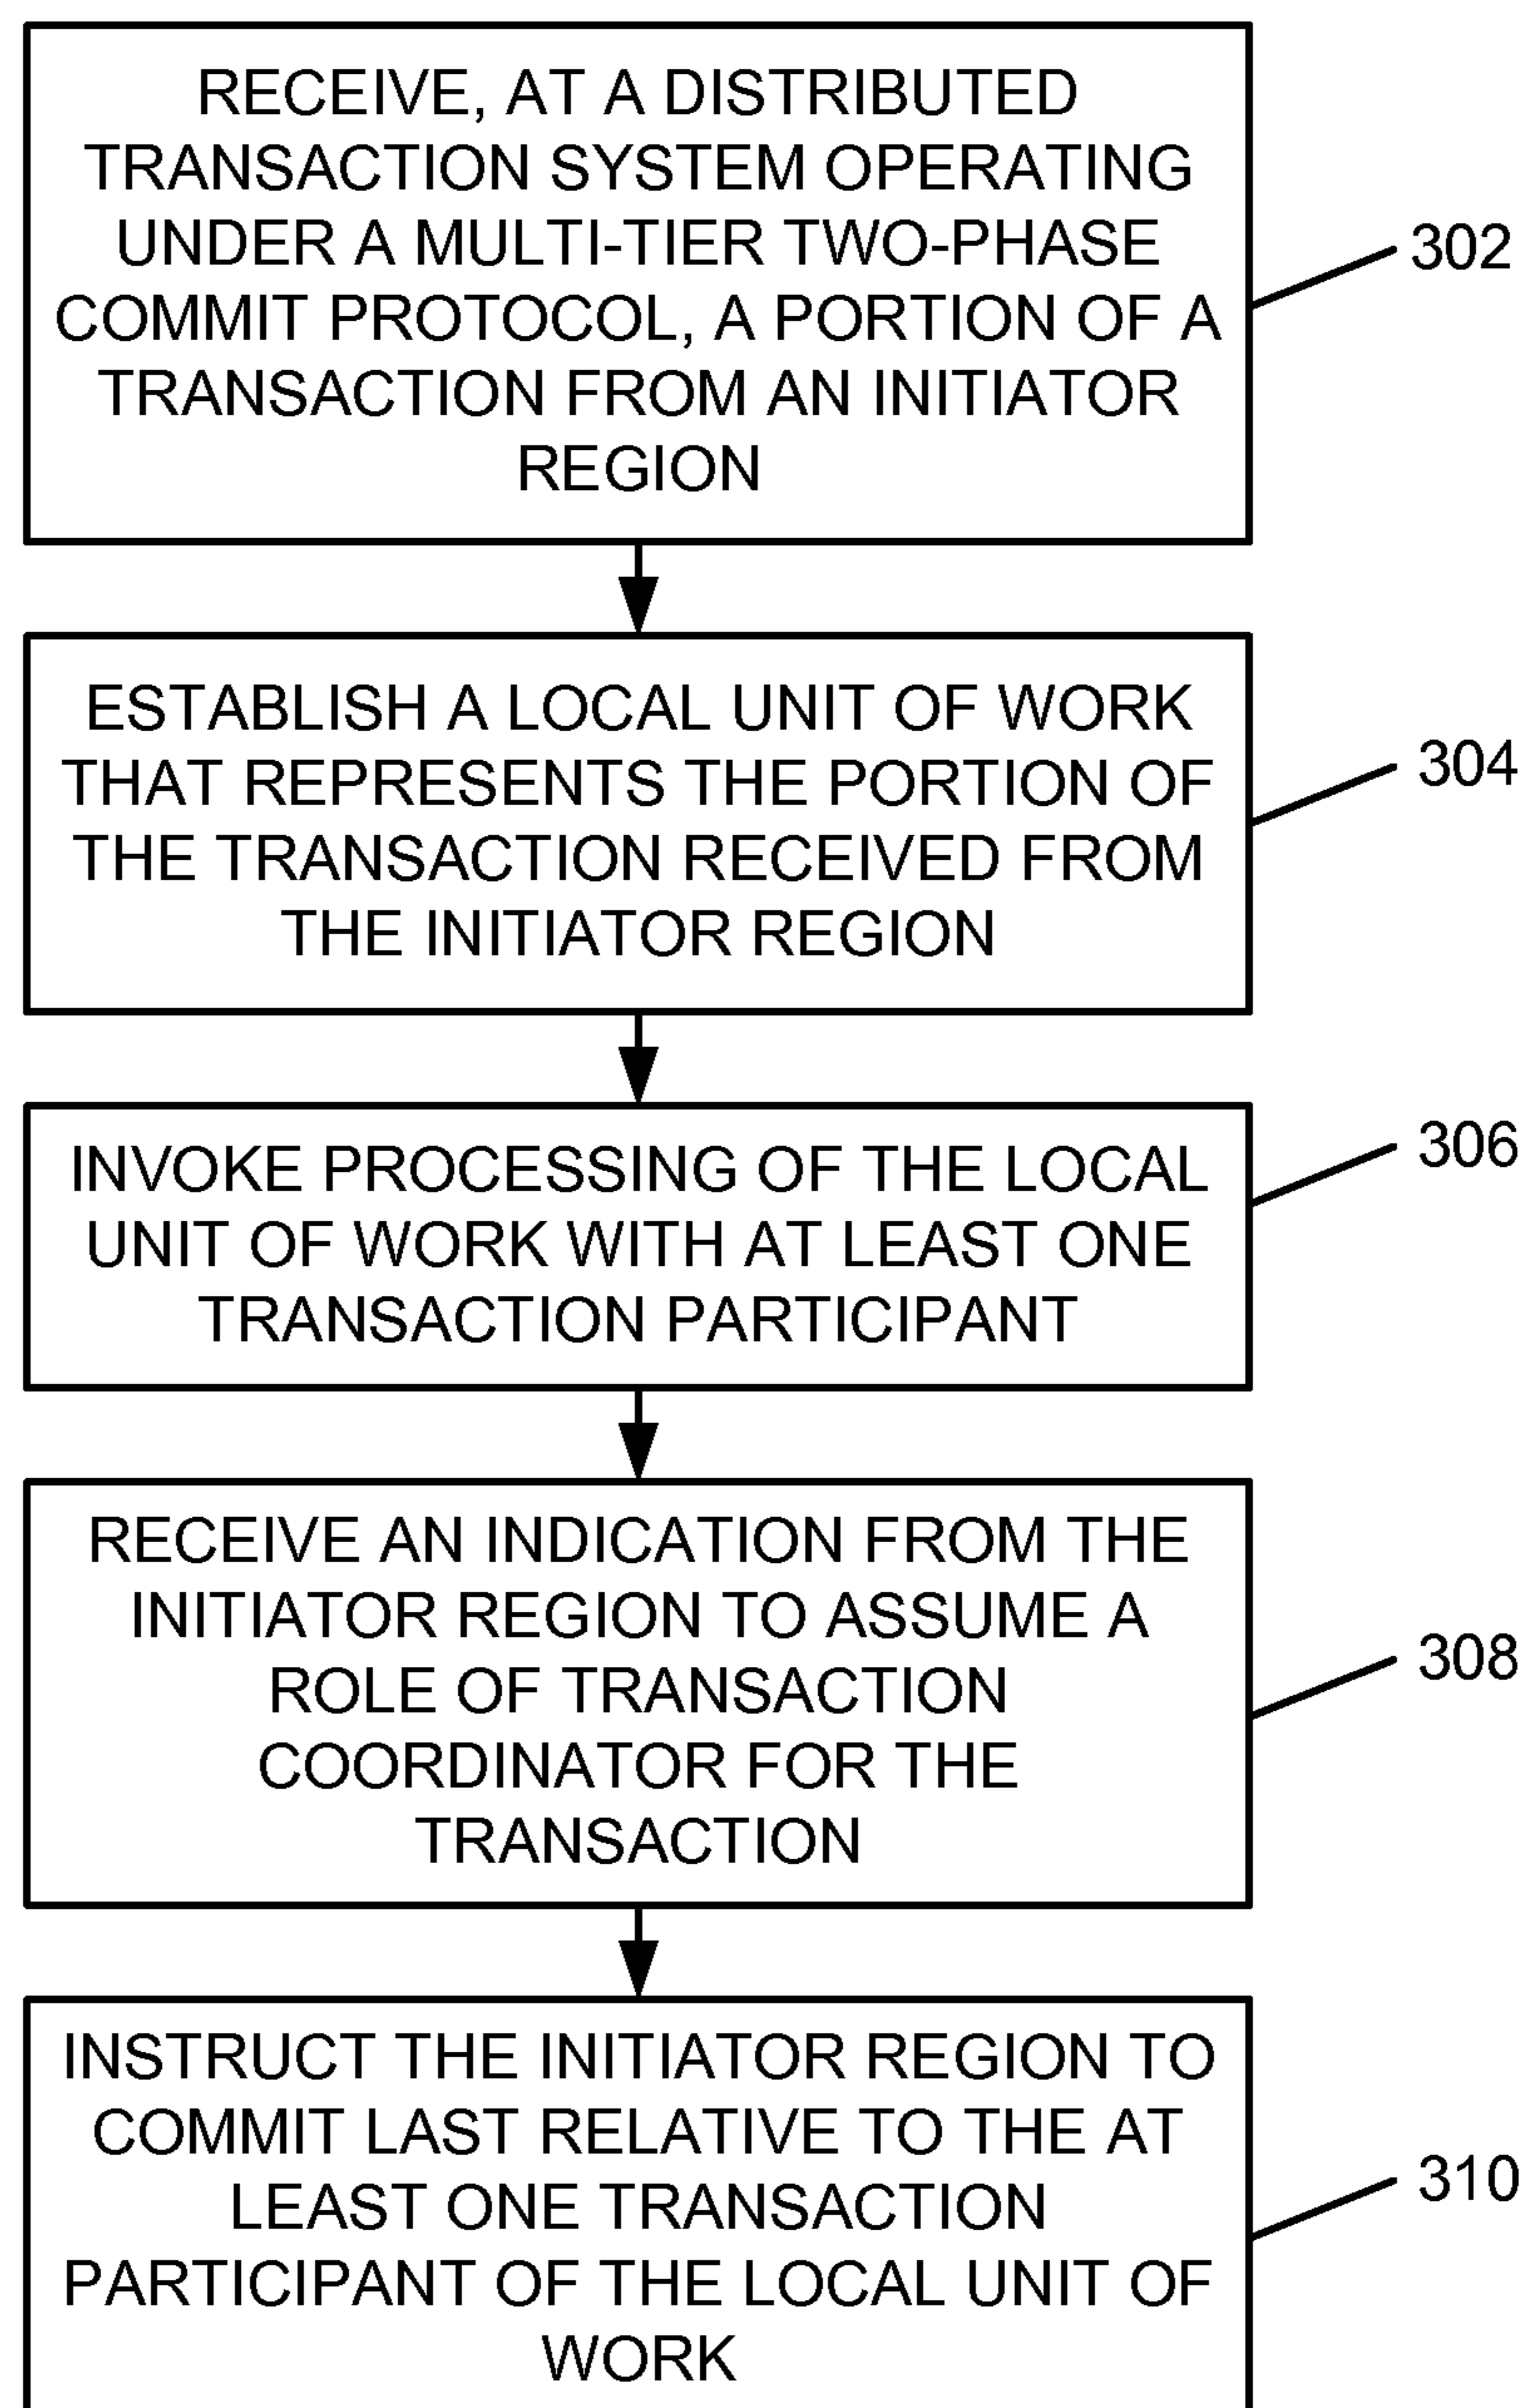 RECEIVE, AT A DISTRIBUTED
TRANSACTION SYSTEM OPERATING
UNDER A MULTI-TIER TWO-PHASE
COMMIT PROTOCOL, A PORTION OF A
TRANSACTION FROM AN INITIATOR
REGION
302
ESTABLISH A LOCAL UNIT OF WORK
THAT REPRESENTS THE PORTION OF
THE TRANSACTION RECEIVED FROM
THE INITIATOR REGION
304
INVOKE PROCESSING OF THE LOCAL
UNIT OF WORK WITH AT LEAST ONE
TRANSACTION PARTICIPANT
306
RECEIVE AN INDICATION FROM THE
INITIATOR REGION TO ASSUME A
ROLE OF TRANSACTION
COORDINATOR FOR THE
TRANSACTION
308
INSTRUCT THE INITIATOR REGION TO
COMMIT LAST RELATIVE TO THE AT
LEAST ONE TRANSACTION
PARTICIPANT OF THE LOCAL UNIT OF
WORK
310